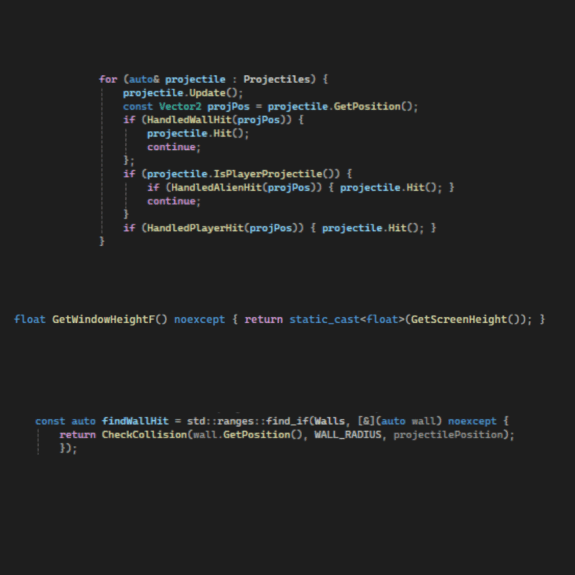 for (auto& projectile : Projectiles) {
projectile.Update();
const Vector2 projPos = projectile.GetPosition();
if (HandledWallHit(projPos)) {
projectile.Hit();
continue;
};
if (projectile.IsPlayerProjectile()) {
if (HandledAlienHit(projPos)) { projectile.Hit(); }
continue;
}
if (HandledPlayerHit(projPos)) { projectile.Hit(); }
}
float GetWindowHeightF() noexcept { return static_cast<float>(GetScreenHeight()); }
const auto findWallHit = std::ranges::find_if(Walls, [&](auto wall) noexcept {
return CheckCollision(wall.GetPosition(), WALL_RADIUS, projectilePosition);
});